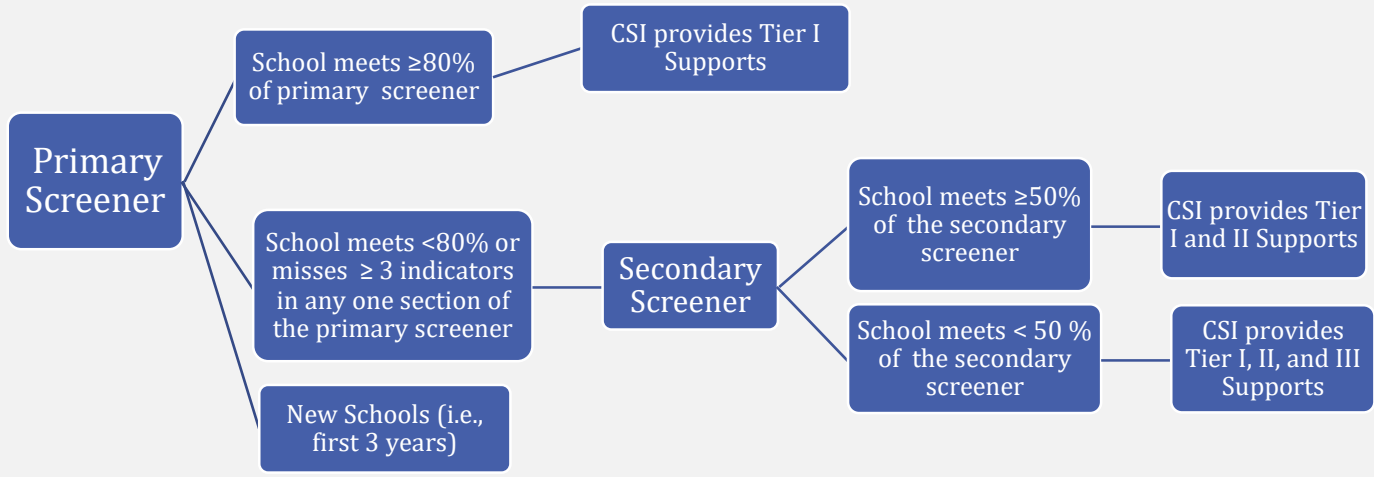 Primary
Screener
School meets ≥80%
of primary screener
CSI provides Tier I
Supports
School meets <80% or
misses ≥ 3 indicators
in any one section of
the primary screener
New Schools (i.e.,
first 3 years)
Secondary
Screener
School meets ≥50%
of the secondary
screener
CSI provides Tier
I and II Supports
School meets < 50 %
of the secondary
screener
CSI provides
Tier I, II, and III
Supports